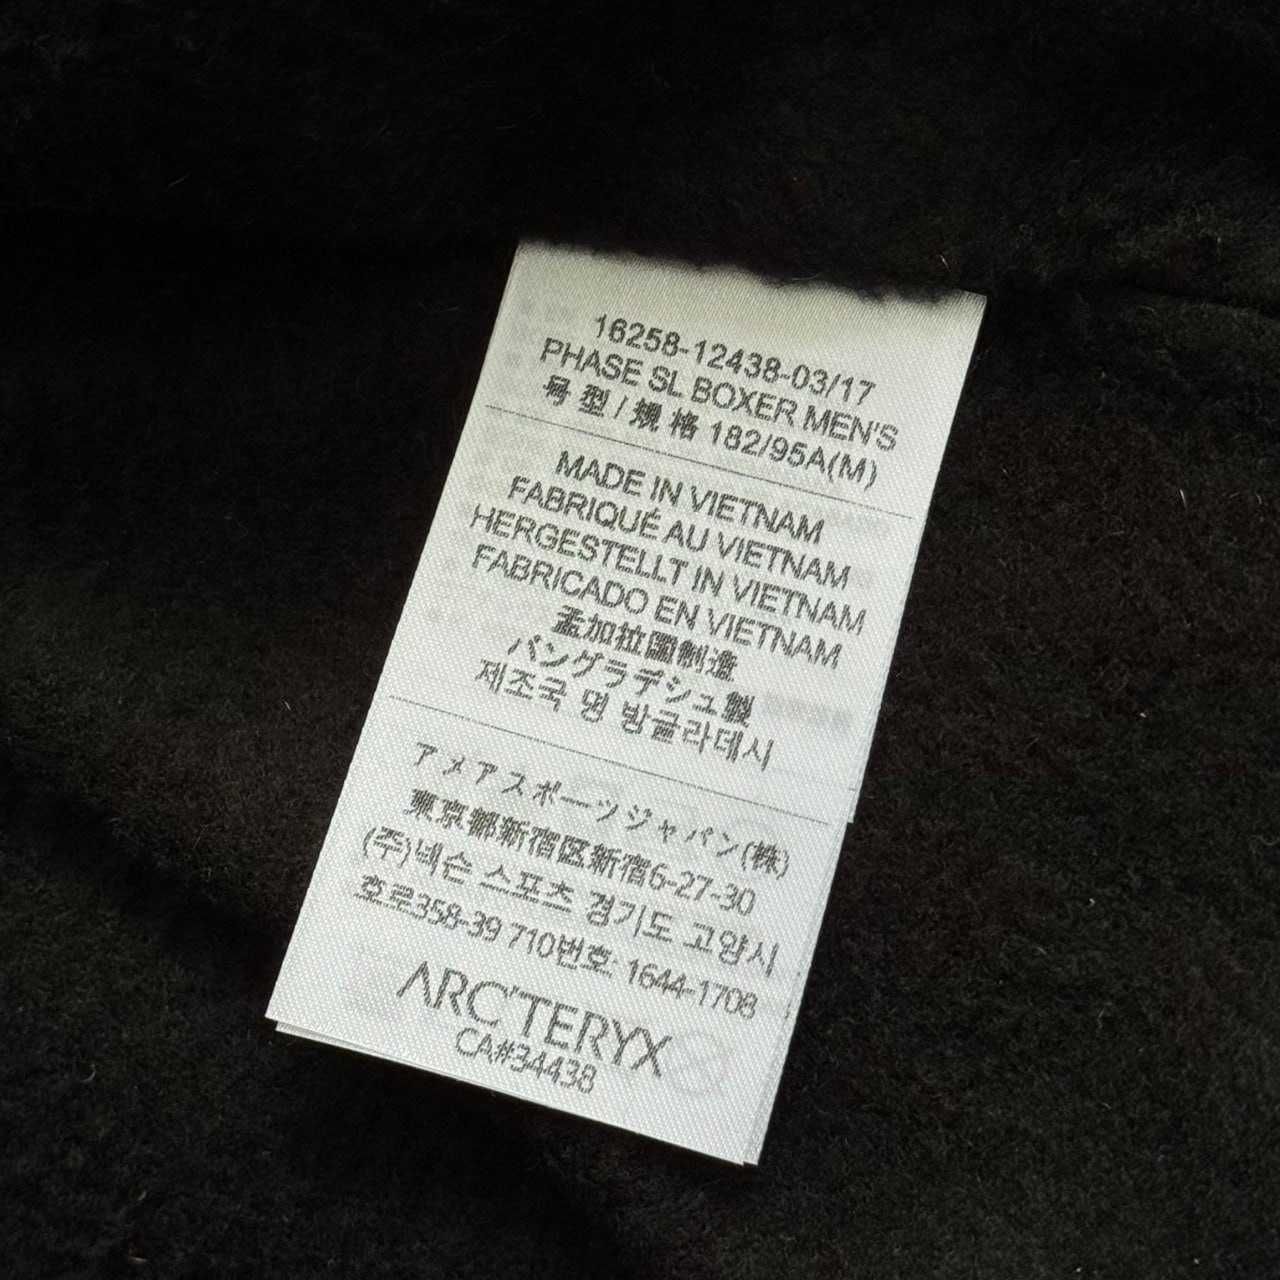 16258-12438-03/17
PHASE SL BOXER MEN'S
号型/規格 182/95A(M)
MADE IN VIETNAM
FABRIQUÉ AU VIETNAM
HERGESTELLT IN VIETNAM
FABRICADO EN VIETNAM
孟加拉國制造
バングラデシュ製
제조국 명 방글라데시
アメアスポーツジャパン(株)
東京都新宿区新宿6-27-30
(주)넥슨 스포츠 경기도 고양시
호로358-39 710번호: 1644-1708
ARC'TERYX
CA#34438